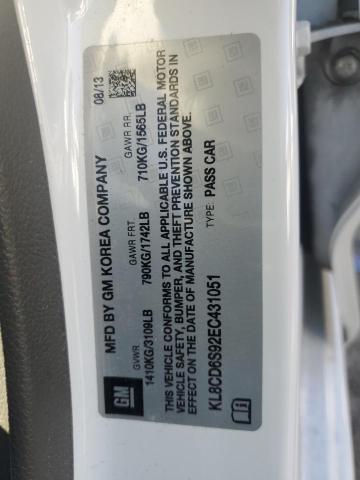 MFD BY GM KOREA COMPANY 08/13
GVWR GAWR FRT GAWR RR.
1410KG/3109LB 790KG/1742LB 710KG/1565LB
THIS VEHICLE CONFORMS TO ALL APPLICABLE U.S. FEDERAL MOTOR
VEHICLE SAFETY, BUMPER, AND THEFT PREVENTION STANDARDS IN
EFFECT ON THE DATE OF MANUFACTURE SHOWN ABOVE.
TYPE: PASS CAR
KL8CD6S92EC431051
GM